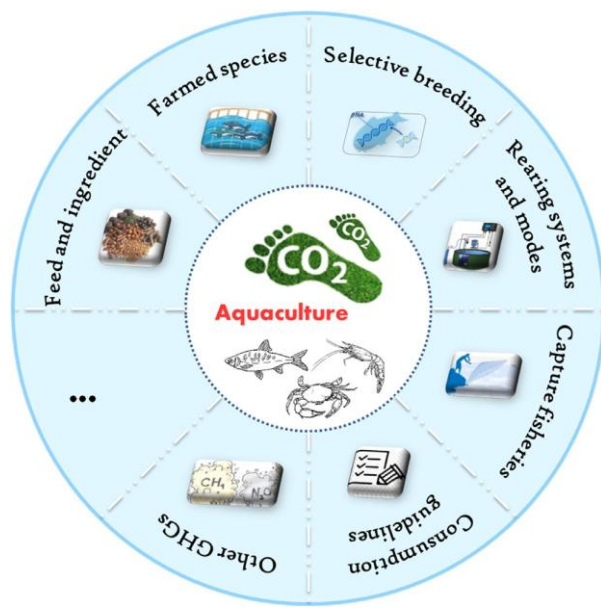 Farmed species
Selective breeding
Rearing systems
and modes
Capture fisheries
Consumption
guidelines
Other GHGs
...
Feed and ingredient
CO2
CO2
Aquaculture
CH4